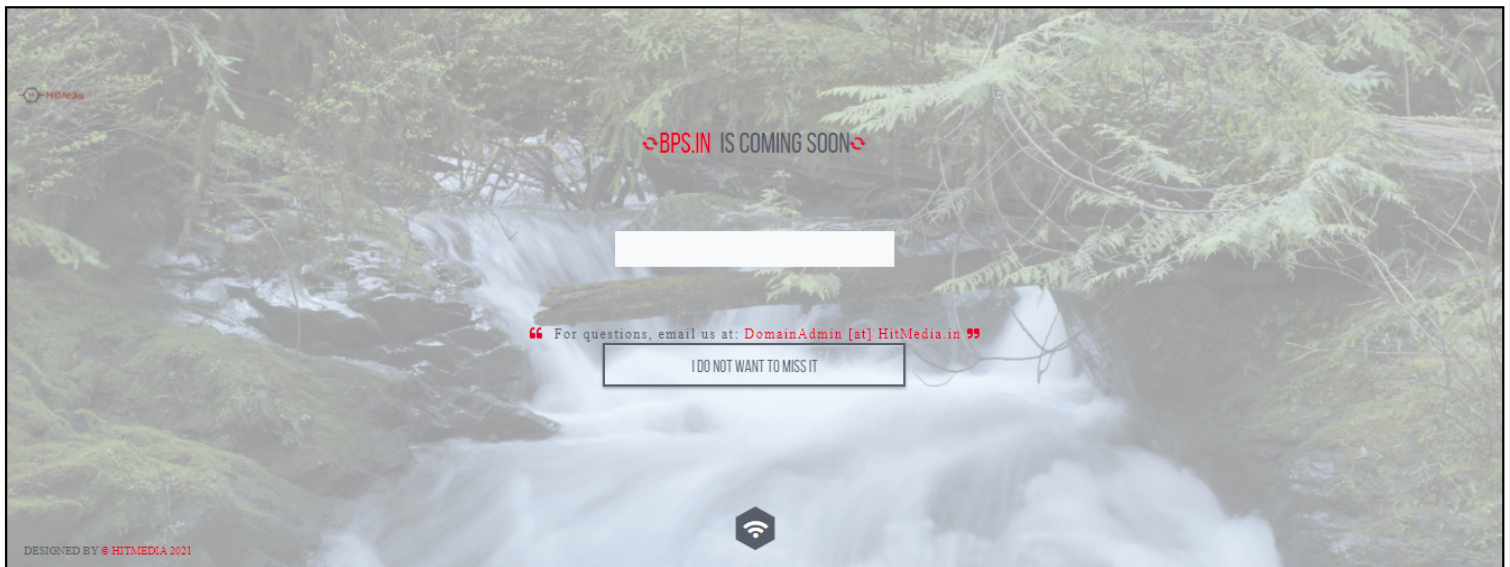 HitMedia
BPS.IN IS COMING SOON
❝ For questions, email us at: DomainAdmin [at] HitMedia.in ❞
I DO NOT WANT TO MISS IT
DESIGNED BY © HITMEDIA 2021